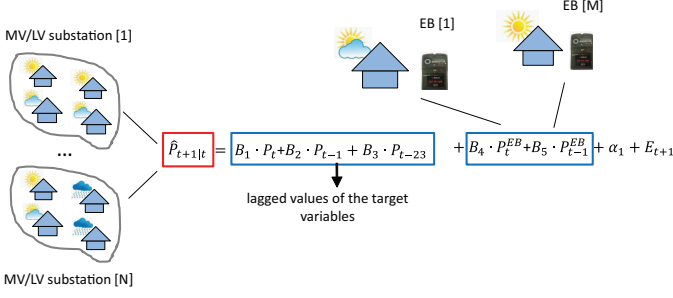 EB [M]
EB [1]
MV/LV substation [1]
...
P̂ₜ₊₁|ₜ = B₁ · Pₜ+B₂ · Pₜ₋₁ + B₃ · Pₜ₋₂₃ + B₄ · Pₜᴱᴮ+B₅ · Pₜ₋₁ᴱᴮ + α₁ + Eₜ₊₁
lagged values of the target
variables
MV/LV substation [N]